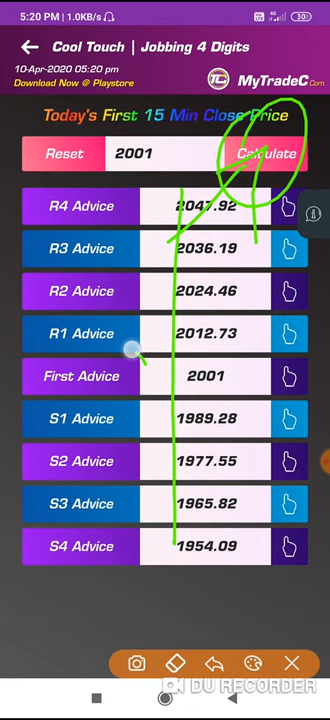 5:20 PM | 1.0KB/s
30
Cool Touch | Jobbing 4 Digits
10-Apr-2020 05:20 pm
Download Now @ Playstore
TC
MyTradeC.Com
Today's First 15 Min Close Price
Reset 2001 Calculate
R4 Advice 2047.92
R3 Advice 2036.19
R2 Advice 2024.46
R1 Advice 2012.73
First Advice 2001
S1 Advice 1989.28
S2 Advice 1977.55
S3 Advice 1965.82
S4 Advice 1954.09
DU RECORDER